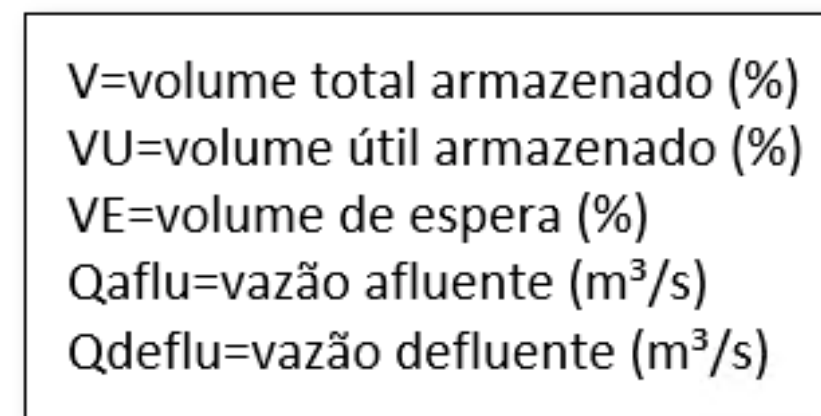 V=volume total armazenado (%)
VU=volume útil armazenado (%)
VE=volume de espera (%)
Qaflu=vazão afluente (m³/s)
Qdeflu=vazão defluente (m³/s)